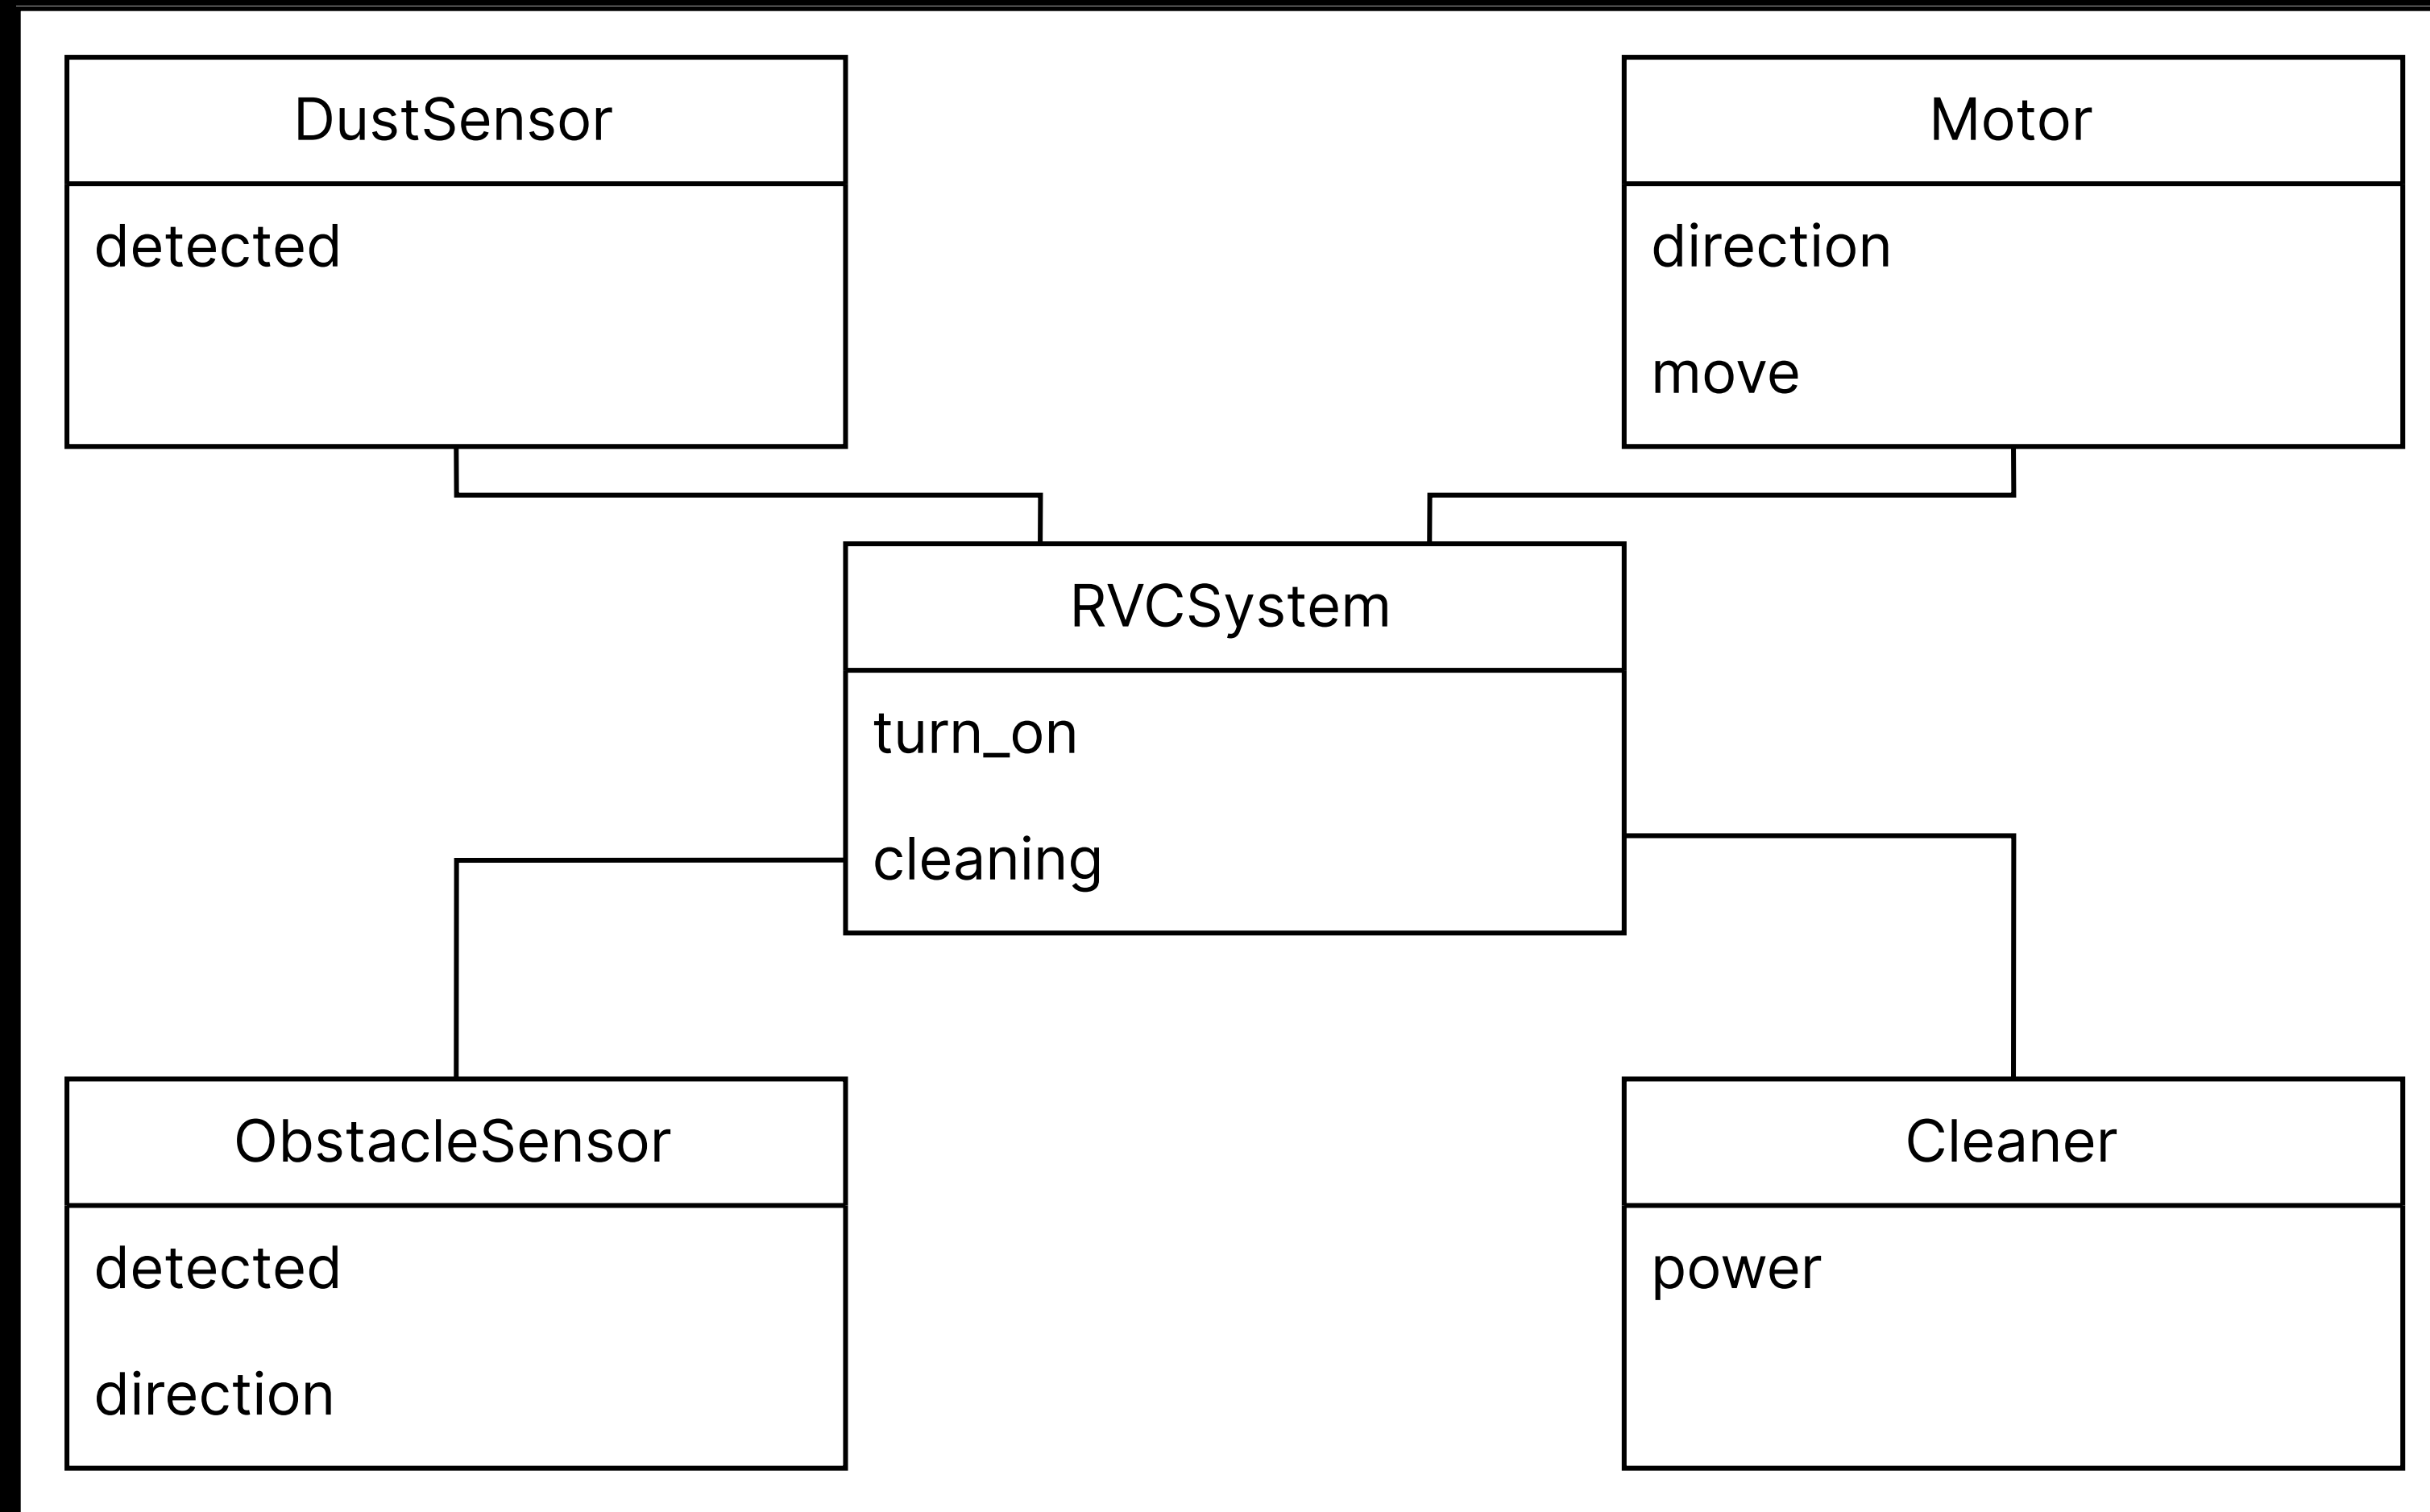 DustSensor
detected
Motor
direction
move
RVCSystem
turn_on
cleaning
ObstacleSensor
detected
direction
Cleaner
power